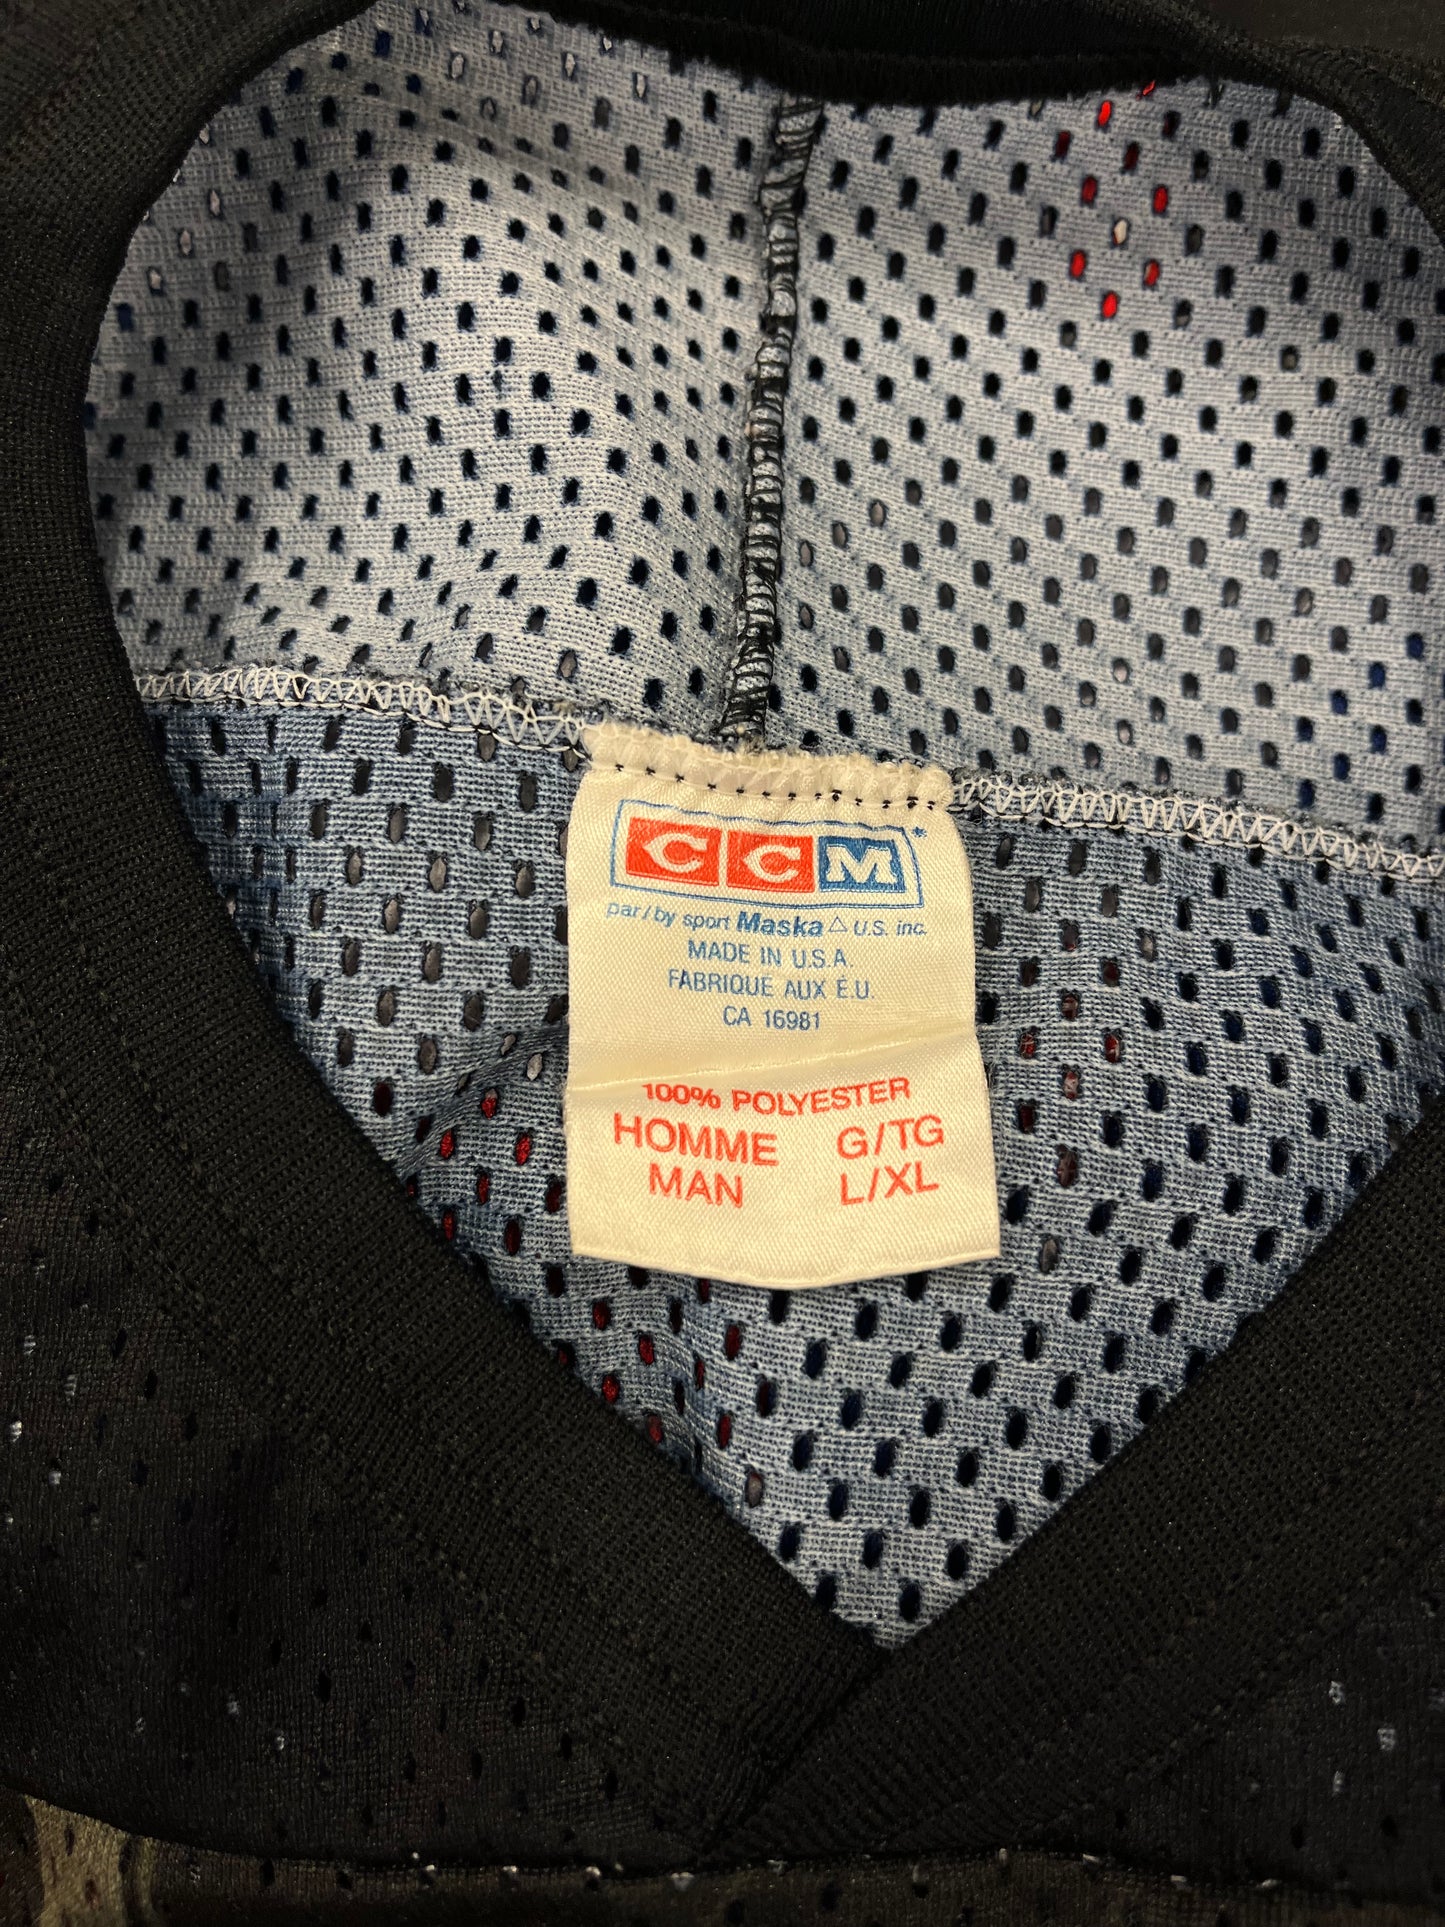 CCM*
par/by sport Maska △ U.S. inc.
MADE IN U.S.A.
FABRIQUE AUX É.U.
CA 16981
100% POLYESTER
HOMME G/TG
MAN L/XL